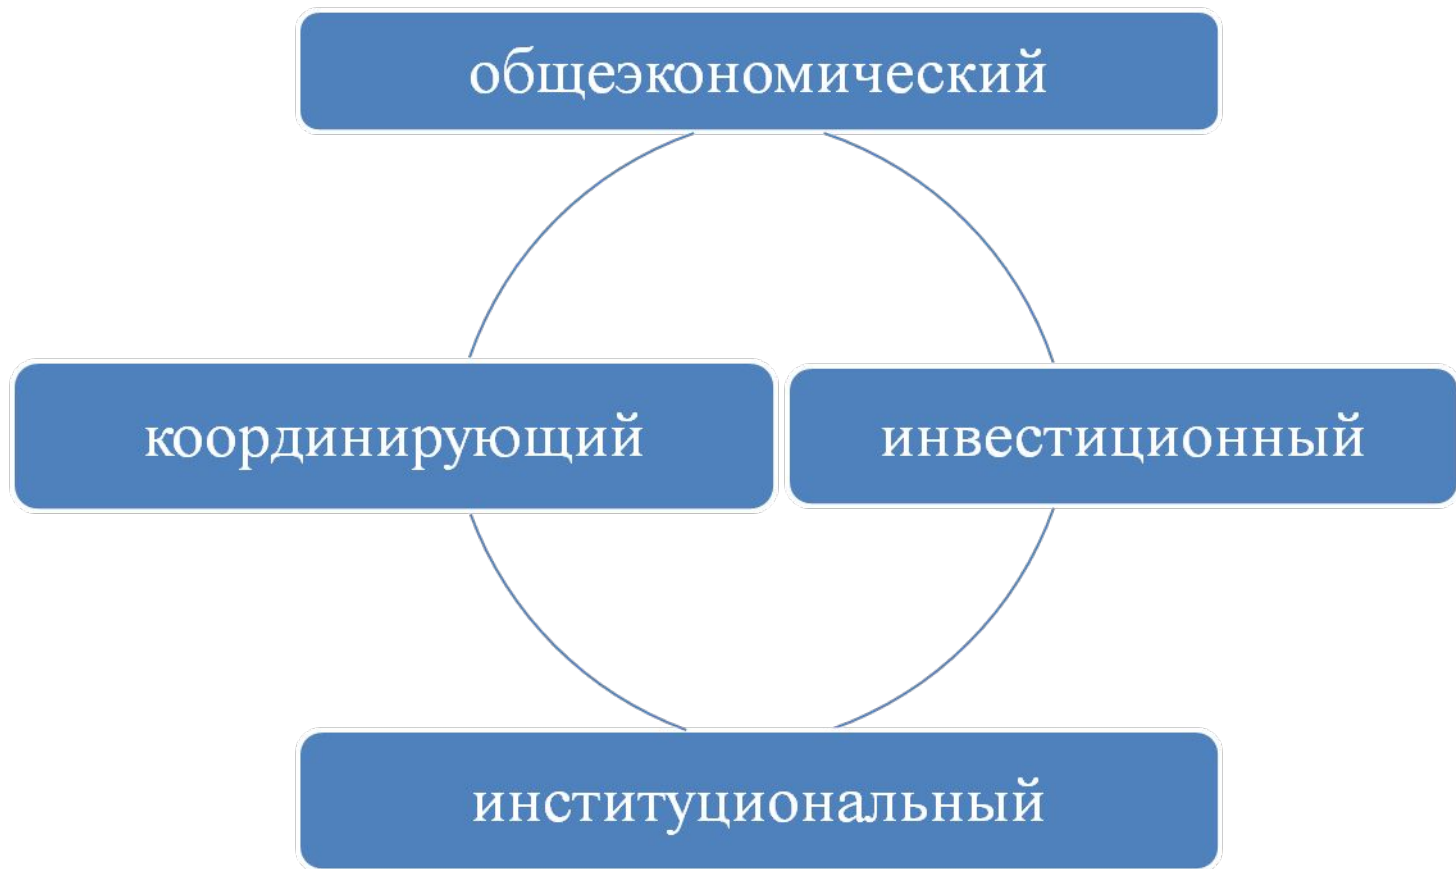 общеэкономический
координирующий
инвестиционный
институциональный